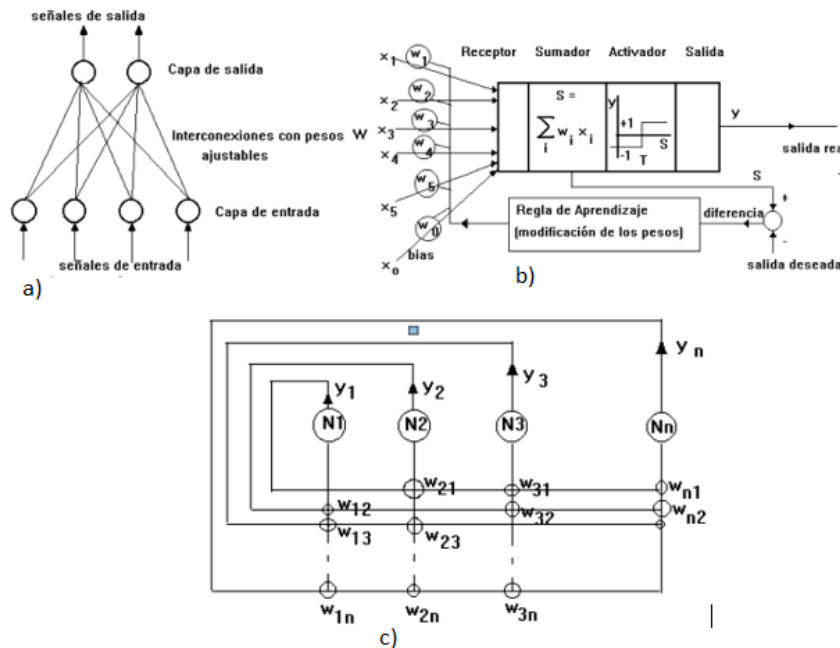 señales de salida
Capa de salida
Interconexiones con pesos W
ajustables
Capa de entrada
señales de entrada
a)
Receptor Sumador Activador Salida
x1 w1
x2 w2
x3 w3
x4 w4
x5 w5
xo w0
bias
S =
∑ wi xi
i
y
+1
S
-1 T
y
salida rea
S
+
diferencia
-
salida deseada
Regla de Aprendizaje
(modificación de los pesos)
b)
y1 y2 y3 yn
N1 N2 N3 Nn
w21 w31 wn1
w12 w32 wn2
w13 w23
w1n w2n w3n
c)